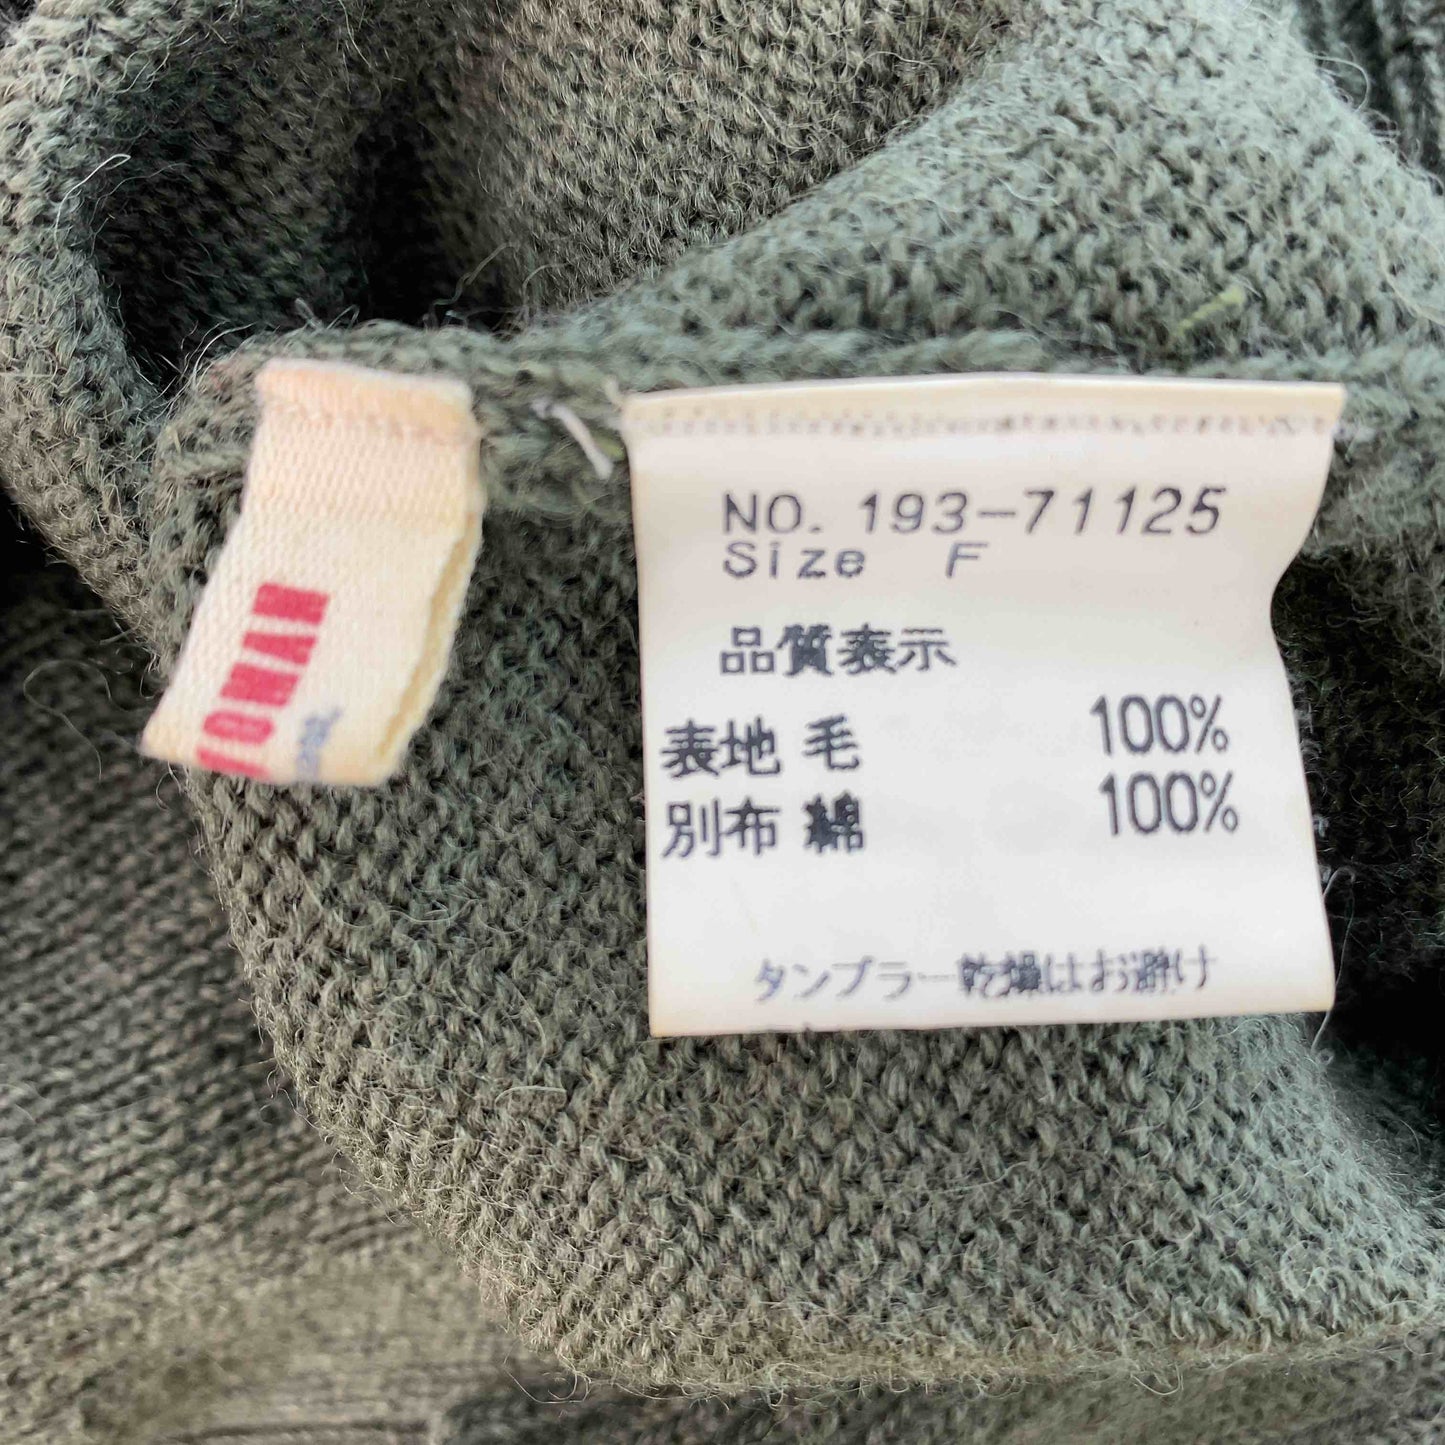 NO. 193-71125
Size F
品質表示
表地 毛 100%
別布 綿 100%
タンブラー乾燥はお避け